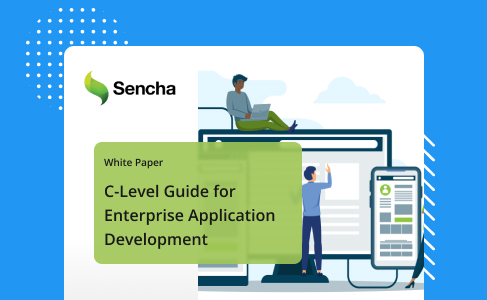 Sencha
White Paper
C-Level Guide for
Enterprise Application
Development